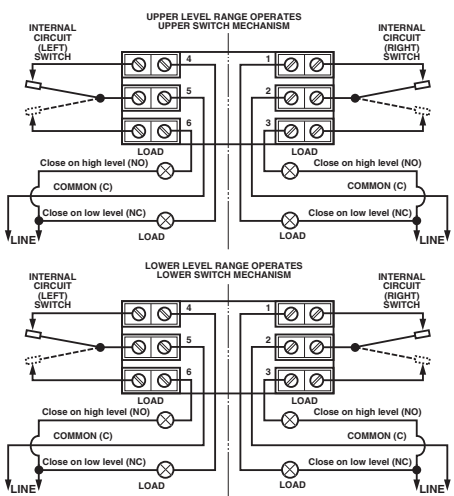 UPPER LEVEL RANGE OPERATES
UPPER SWITCH MECHANISM
INTERNAL
CIRCUIT
(LEFT)
SWITCH
INTERNAL
CIRCUIT
(RIGHT)
SWITCH
4
1
5
2
6
3
LOAD
LOAD
Close on high level (NO)
Close on high level (NO)
COMMON (C)
COMMON (C)
Close on low level (NC)
Close on low level (NC)
LINE
LOAD
LOAD
LINE
LOWER LEVEL RANGE OPERATES
LOWER SWITCH MECHANISM
INTERNAL
CIRCUIT
(LEFT)
SWITCH
INTERNAL
CIRCUIT
(RIGHT)
SWITCH
4
1
5
2
6
3
LOAD
LOAD
Close on high level (NO)
Close on high level (NO)
COMMON (C)
COMMON (C)
Close on low level (NC)
Close on low level (NC)
LINE
LOAD
LOAD
LINE